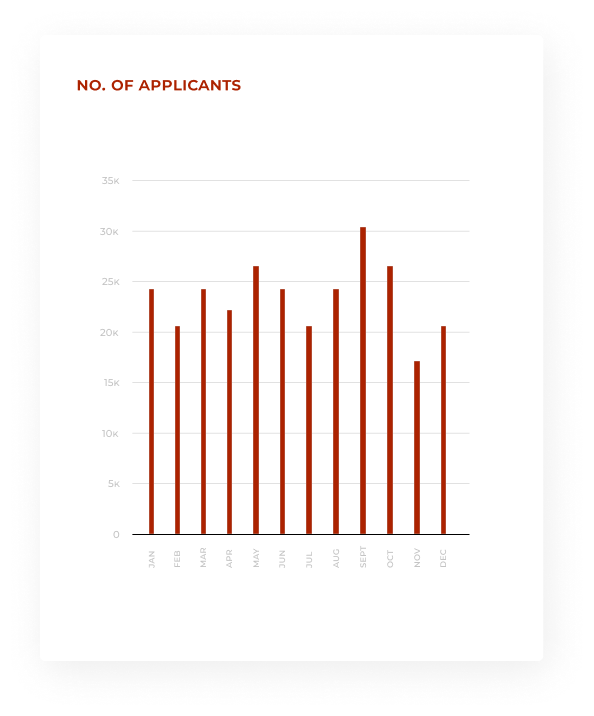 NO. OF APPLICANTS
35K
30K
25K
20K
15K
10K
5K
0
JAN
FEB
MAR
APR
MAY
JUN
JUL
AUG
SEPT
OCT
NOV
DEC